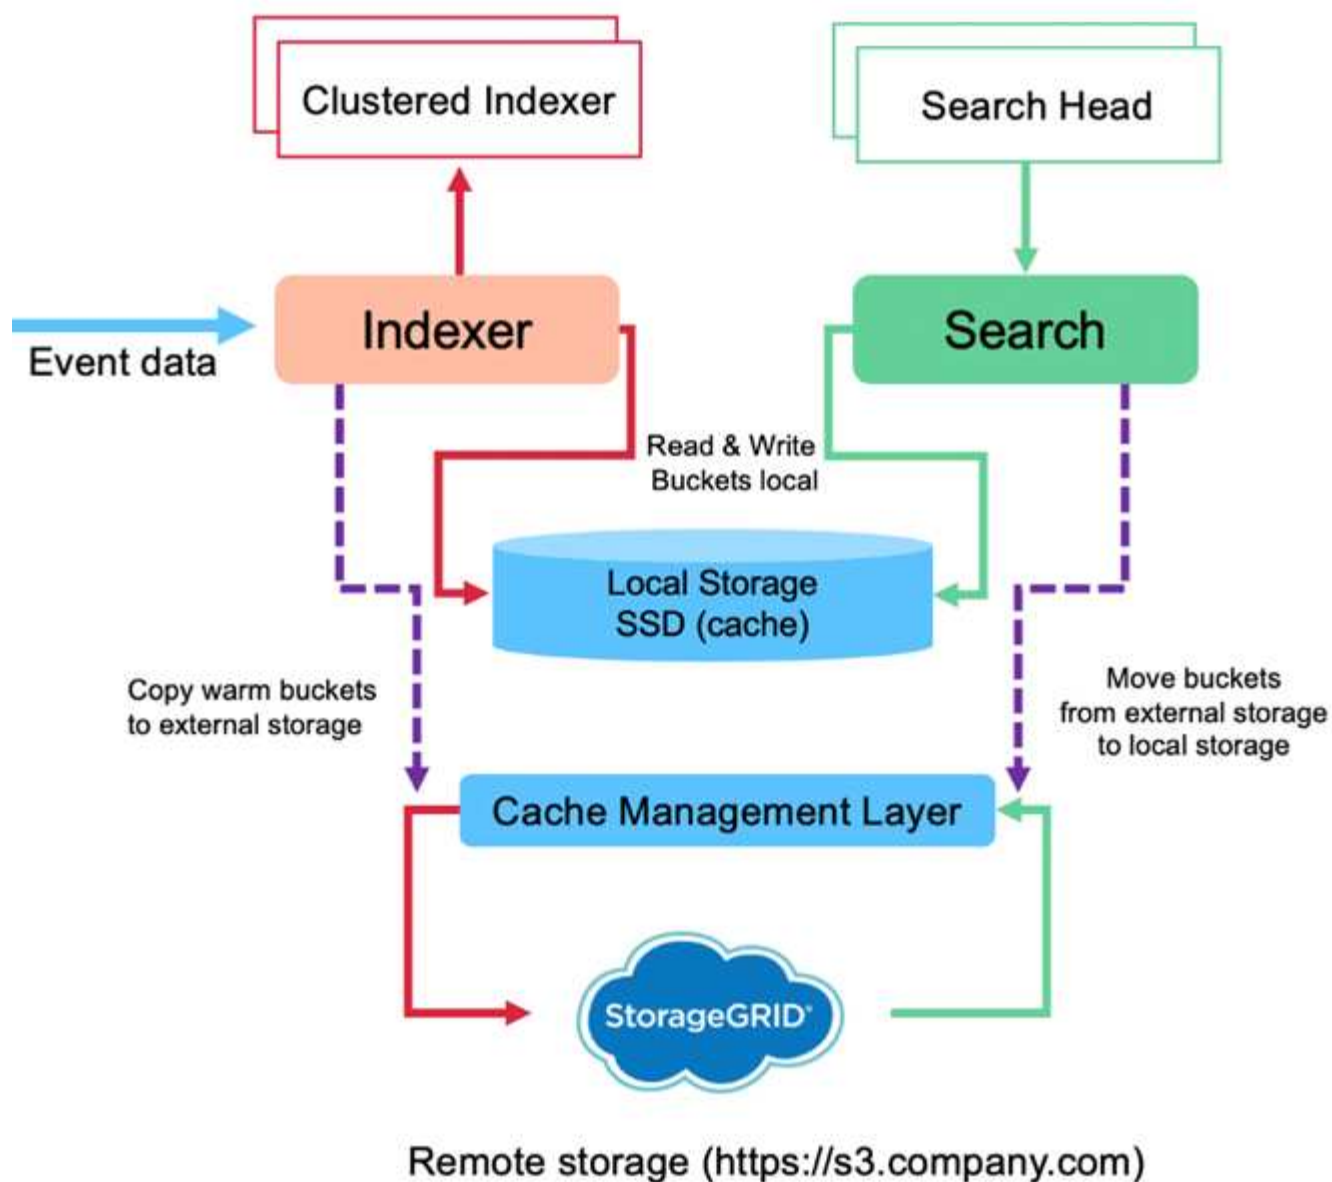 Clustered Indexer
Search Head
Event data
Indexer
Search
Read & Write
Buckets local
Local Storage
SSD (cache)
Copy warm buckets
to external storage
Move buckets
from external storage
to local storage
Cache Management Layer
StorageGRID®
Remote storage (https://s3.company.com)